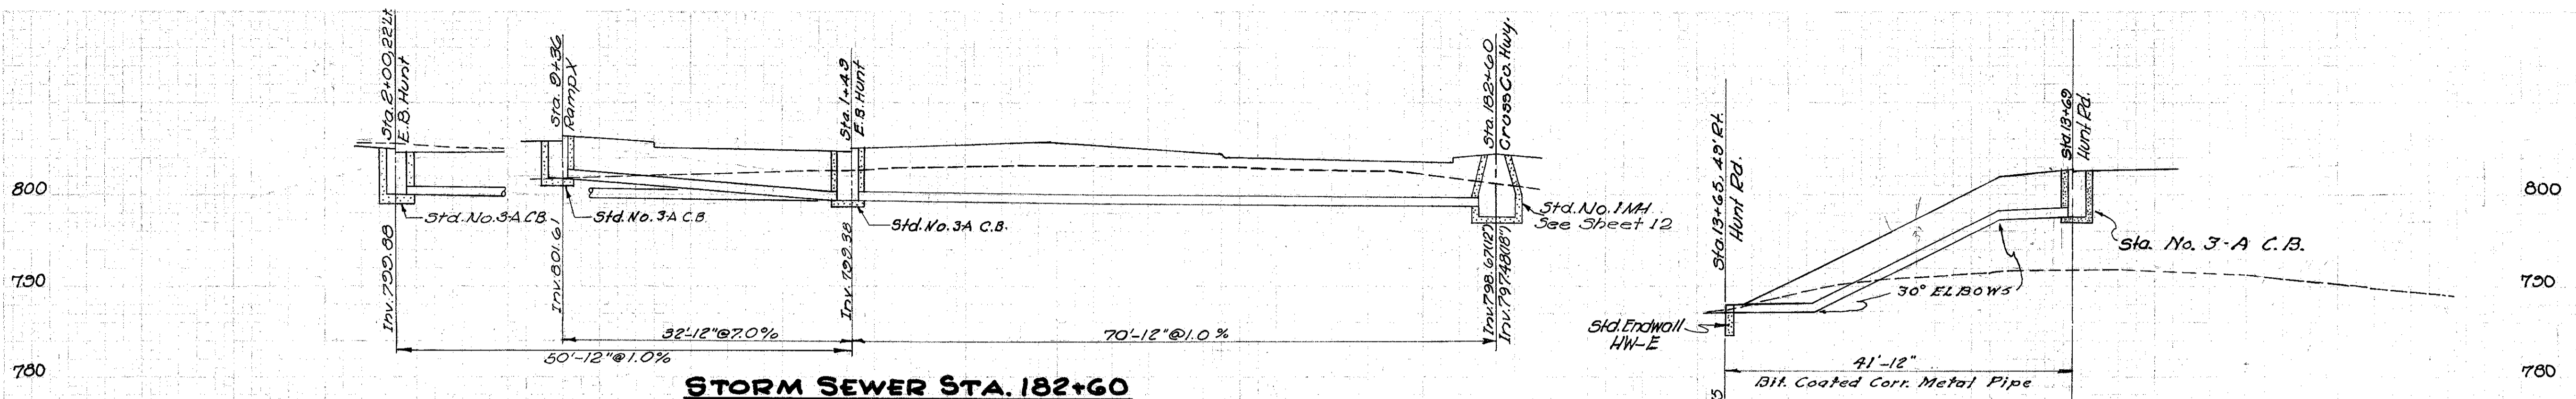 Sta. 2+00, 22' Lt.
E.B. Hunt
Sta. 9+36
Ramp X
Sta. 1+49
E.B. Hunt
Sta. 182+60
Cross Co. Hwy.
Sta. 13+65, 49' Rt.
Hunt Rd.
Sta. 13+69
Hunt Rd.
800
800
Std. No. 3-A C.B.
Std. No. 3-A C.B.
Std. No. 3-A C.B.
Std. No. 1 MH
See Sheet 12
Sta. No. 3-A C.B.
790
790
Inv. 799.88
Inv. 801.61
Inv. 799.38
Inv. 798.67(12")
Inv. 797.48(18")
30° ELBOWS
Std. Endwall
HW-E
32'-12"@7.0%
70'-12"@1.0%
50'-12"@1.0%
41'-12"
Bit. Coated Corr. Metal Pipe
780
780
STORM SEWER STA. 182+60